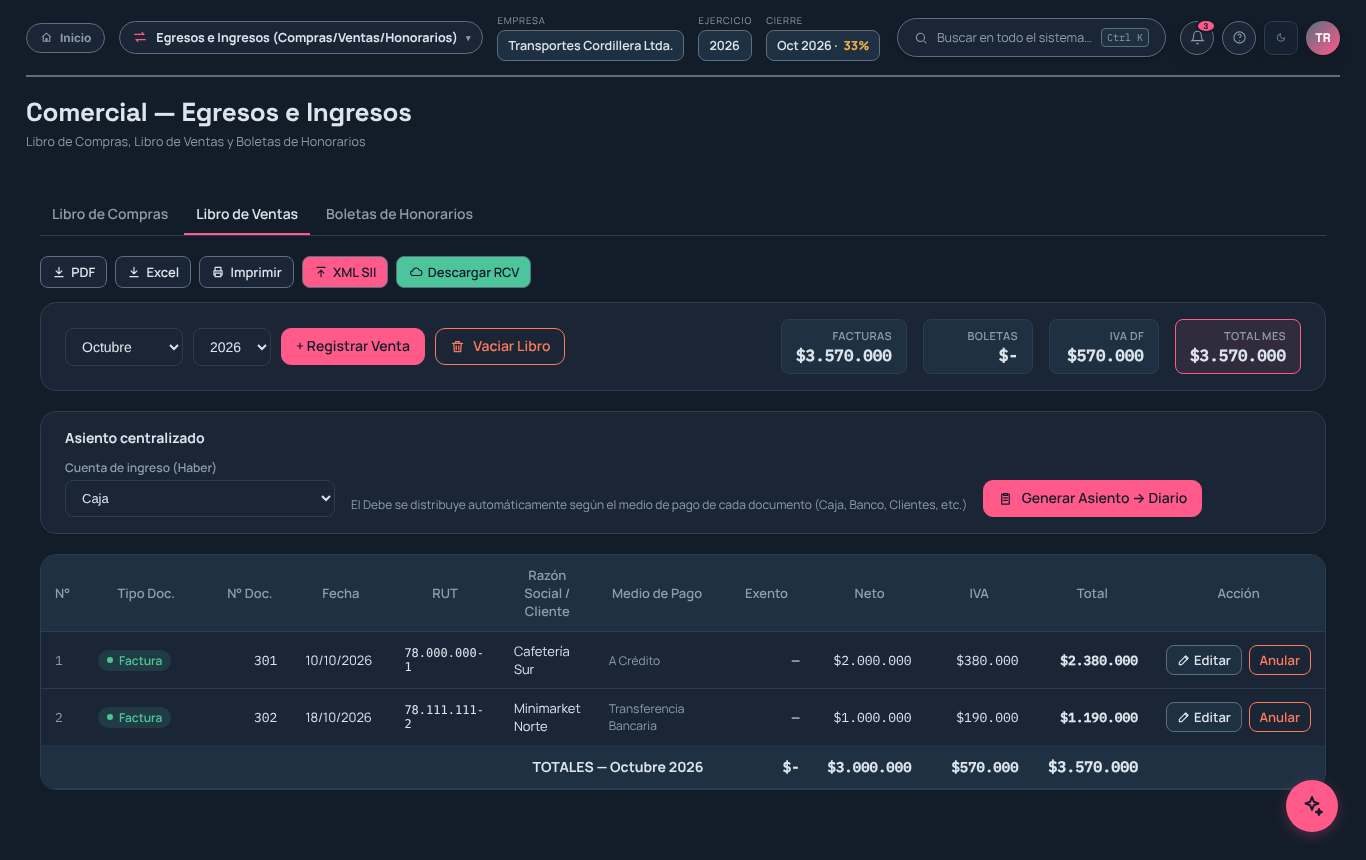 Inicio
Egresos e Ingresos (Compras/Ventas/Honorarios) ▾
EMPRESA
Transportes Cordillera Ltda.
EJERCICIO
2026
CIERRE
Oct 2026 · 33%
Buscar en todo el sistema... Ctrl K
3
TR
Comercial — Egresos e Ingresos
Libro de Compras, Libro de Ventas y Boletas de Honorarios
Libro de Compras Libro de Ventas Boletas de Honorarios
PDF Excel Imprimir XML SII Descargar RCV
Octubre 2026 + Registrar Venta Vaciar Libro
FACTURAS
$3.570.000
BOLETAS
$-
IVA DF
$570.000
TOTAL MES
$3.570.000
Asiento centralizado
Cuenta de ingreso (Haber)
Caja
El Debe se distribuye automáticamente según el medio de pago de cada documento (Caja, Banco, Clientes, etc.)
Generar Asiento → Diario
N° Tipo Doc. N° Doc. Fecha RUT Razón Social / Cliente Medio de Pago Exento Neto IVA Total Acción
1 Factura 301 10/10/2026 78.000.000-1 Cafetería Sur A Crédito — $2.000.000 $380.000 $2.380.000 Editar Anular
2 Factura 302 18/10/2026 78.111.111-2 Minimarket Norte Transferencia Bancaria — $1.000.000 $190.000 $1.190.000 Editar Anular
TOTALES — Octubre 2026 $- $3.000.000 $570.000 $3.570.000